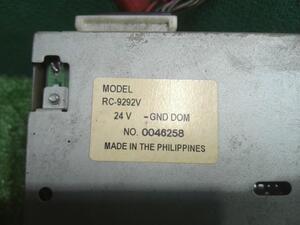 MODEL
RC-9292V
24 V -GND DOM
NO. 0046258
MADE IN THE PHILIPPINES